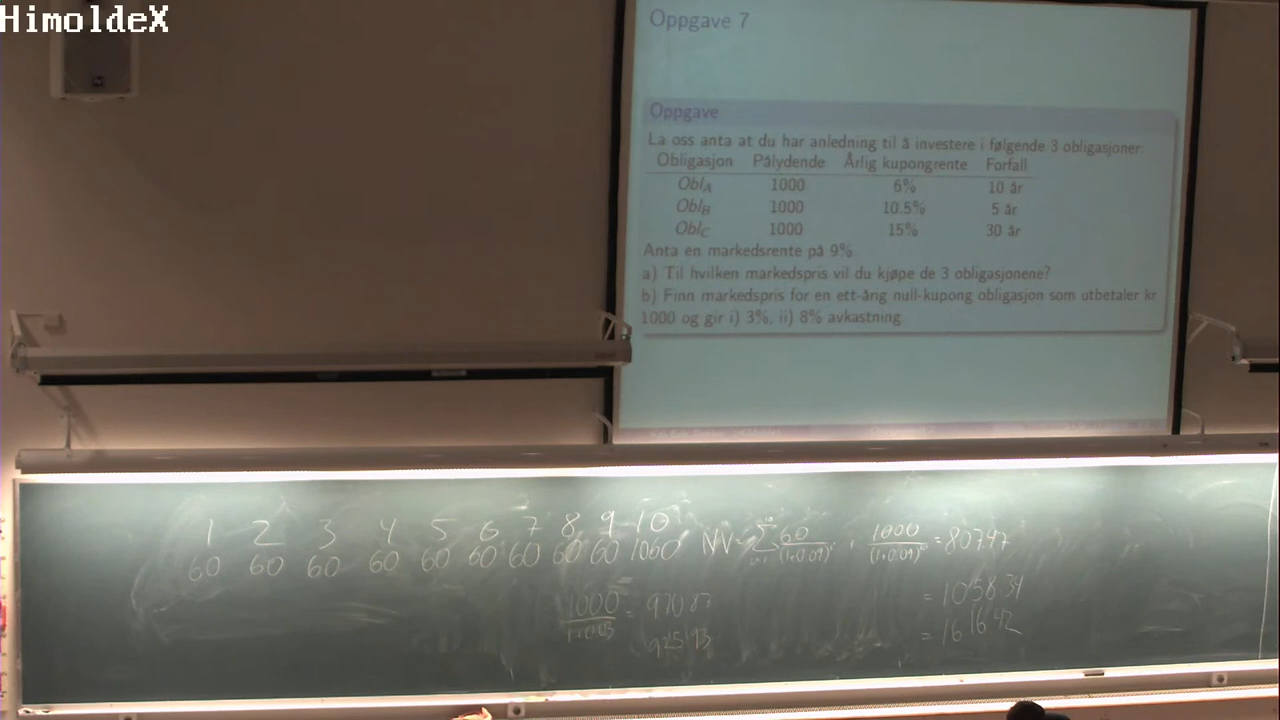 HimoldeX
Oppgave 7
Oppgave
La oss anta at du har anledning til å investere i følgende 3 obligasjoner:
Obligasjon Pålydende Årlig kupongrente Forfall
Obl_A 1000 6% 10 år
Obl_B 1000 10.5% 5 år
Obl_C 1000 15% 30 år
Anta en markedsrente på 9%
a) Til hvilken markedspris vil du kjøpe de 3 obligasjonene?
b) Finn markedspris for en ett-årig null-kupong obligasjon som utbetaler kr
1000 og gir i) 3%, ii) 8% avkastning
1 2 3 4 5 6 7 8 9 10
60 60 60 60 60 60 60 60 60 1060
NV = Σ 60/(1+0.09) + 1000/(1+0.09)^10 = 807.47
= 1058.34
= 1616.42
1000/1+0.03 = 970.87
925.93